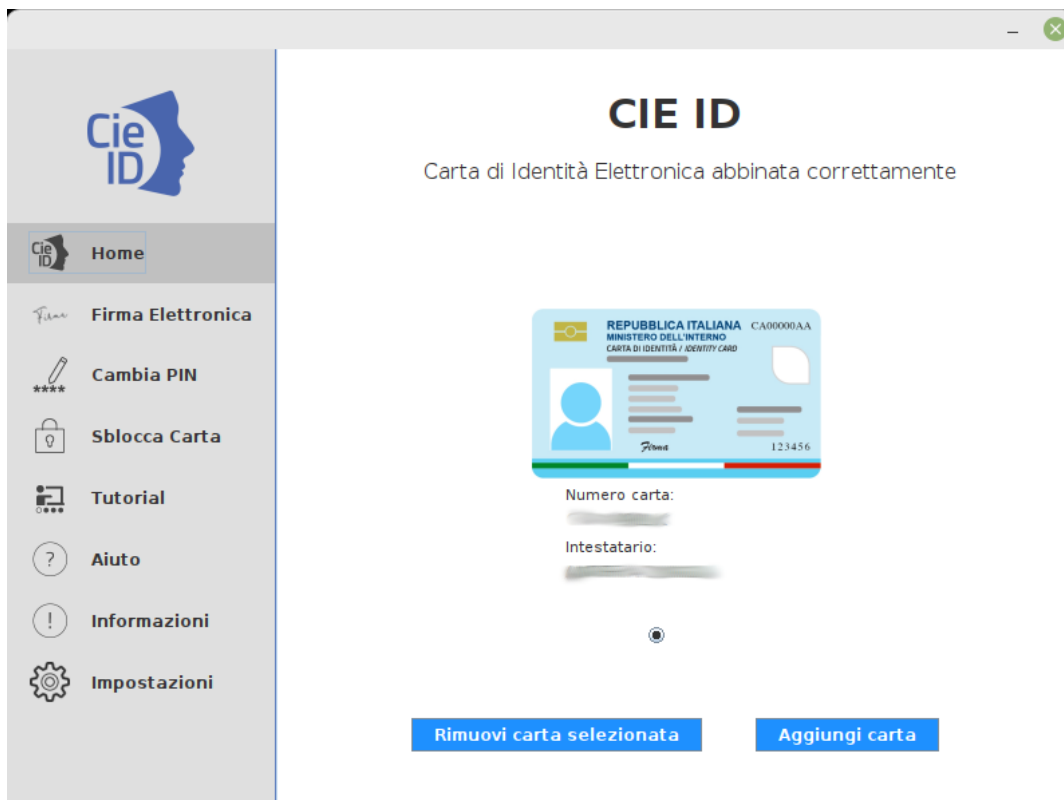 Cie
ID
Cie
ID
Home
Firme
Firma Elettronica
****
Cambia PIN
Sblocca Carta
Tutorial
?
Aiuto
!
Informazioni
Impostazioni
CIE ID
Carta di Identità Elettronica abbinata correttamente
REPUBBLICA ITALIANA CA00000AA
MINISTERO DELL'INTERNO
CARTA DI IDENTITÀ / IDENTITY CARD
Firma 123456
Numero carta:
Intestatario:
Rimuovi carta selezionata
Aggiungi carta